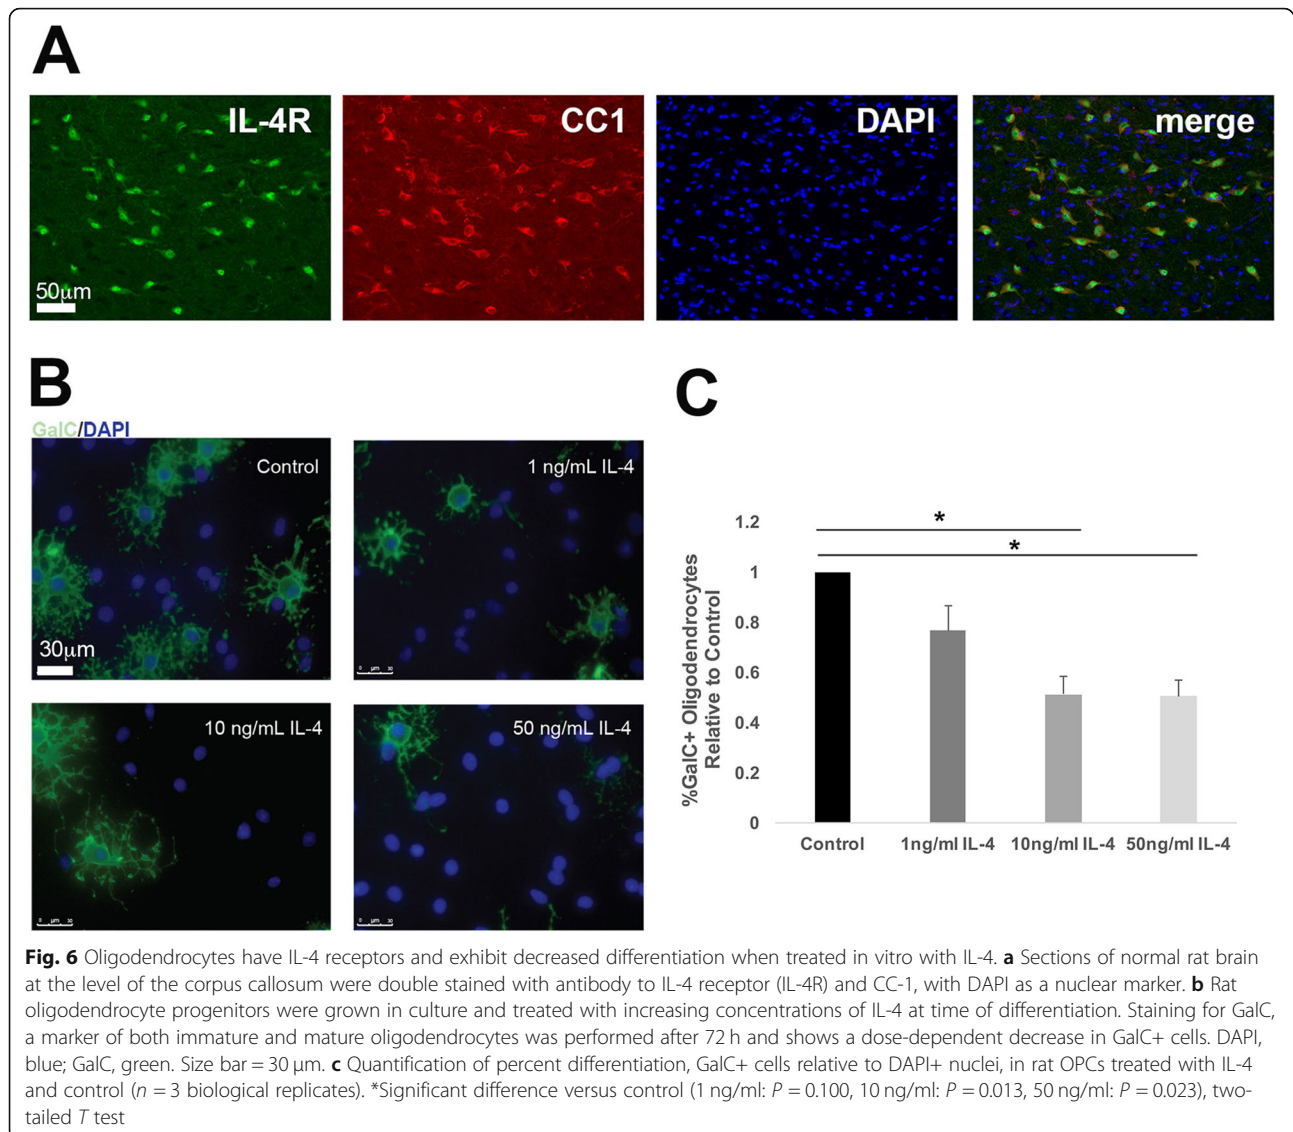 A
IL-4R
CC1
DAPI
merge
50μm
B
GalC/DAPI
Control
1 ng/mL IL-4
30μm
0 μm 30
10 ng/mL IL-4
50 ng/mL IL-4
0 μm 30
0 μm 30
C
%GalC+ Oligodendrocytes
Relative to Control
1.2
1
0.8
0.6
0.4
0.2
0
*
*
Control
1ng/ml IL-4
10ng/ml IL-4
50ng/ml IL-4
Fig. 6 Oligodendrocytes have IL-4 receptors and exhibit decreased differentiation when treated in vitro with IL-4. a Sections of normal rat brain
at the level of the corpus callosum were double stained with antibody to IL-4 receptor (IL-4R) and CC-1, with DAPI as a nuclear marker. b Rat
oligodendrocyte progenitors were grown in culture and treated with increasing concentrations of IL-4 at time of differentiation. Staining for GalC,
a marker of both immature and mature oligodendrocytes was performed after 72 h and shows a dose-dependent decrease in GalC+ cells. DAPI,
blue; GalC, green. Size bar = 30 μm. c Quantification of percent differentiation, GalC+ cells relative to DAPI+ nuclei, in rat OPCs treated with IL-4
and control (n = 3 biological replicates). *Significant difference versus control (1 ng/ml: P = 0.100, 10 ng/ml: P = 0.013, 50 ng/ml: P = 0.023), two-
tailed T test